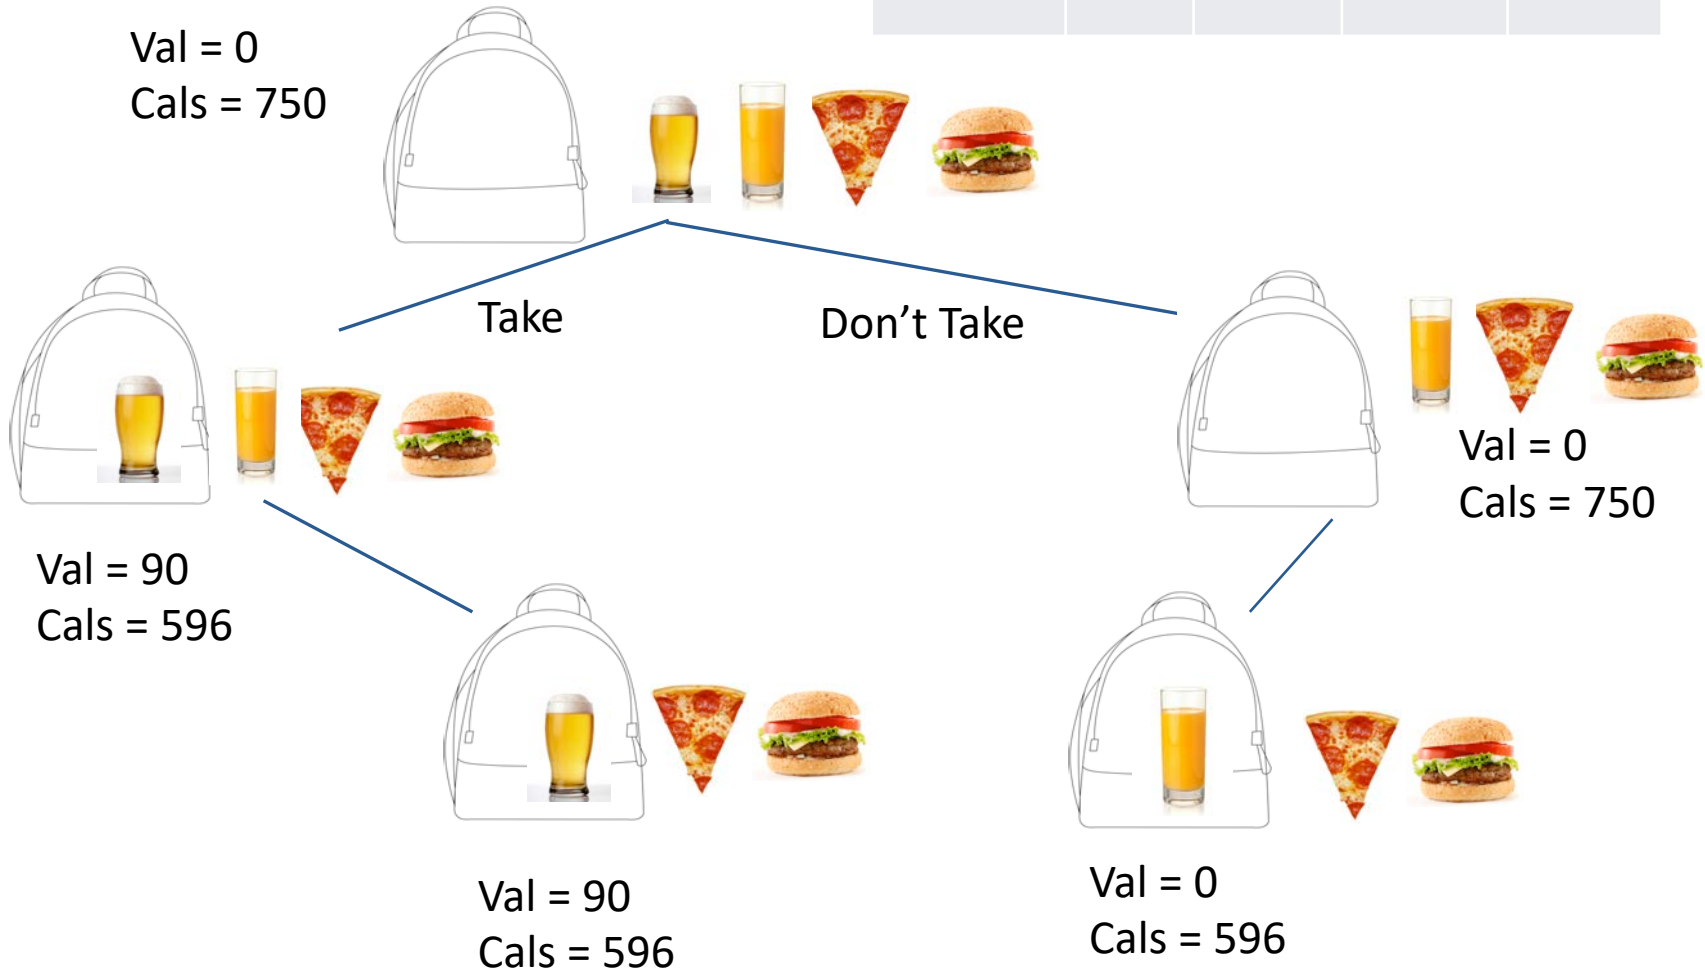 Val = 0
Cals = 750
Take
Don’t Take
Val = 0
Cals = 750
Val = 90
Cals = 596
Val = 90
Cals = 596
Val = 0
Cals = 596